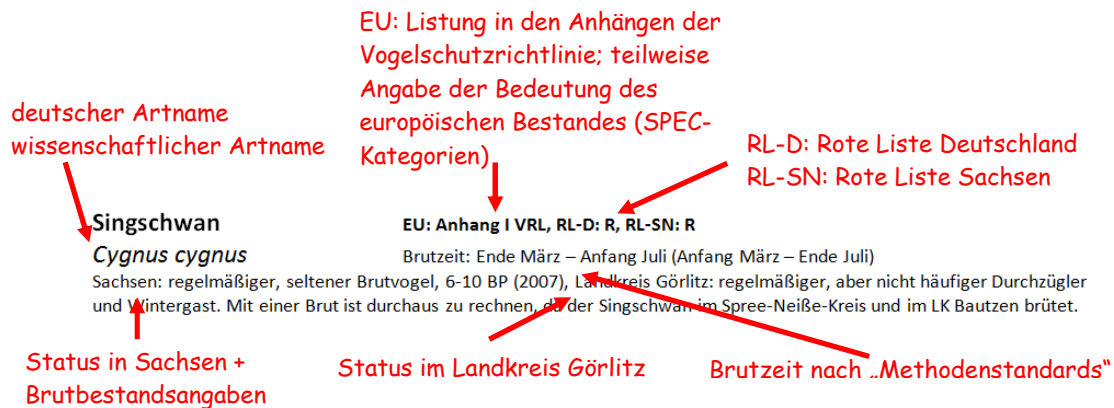 EU: Listung in den Anhängen der
Vogelschutzrichtlinie; teilweise
Angabe der Bedeutung des
europöischen Bestandes (SPEC-
Kategorien)
deutscher Artname
wissenschaftlicher Artname
RL-D: Rote Liste Deutschland
RL-SN: Rote Liste Sachsen
Singschwan
EU: Anhang I VRL, RL-D: R, RL-SN: R
Cygnus cygnus
Brutzeit: Ende März – Anfang Juli (Anfang März – Ende Juli)
Sachsen: regelmäßiger, seltener Brutvogel, 6-10 BP (2007), Landkreis Görlitz: regelmäßiger, aber nicht häufiger Durchzügler
und Wintergast. Mit einer Brut ist durchaus zu rechnen, da der Singschwan im Spree-Neiße-Kreis und im LK Bautzen brütet.
Status in Sachsen +
Brutbestandsangaben
Status im Landkreis Görlitz
Brutzeit nach „Methodenstandards“